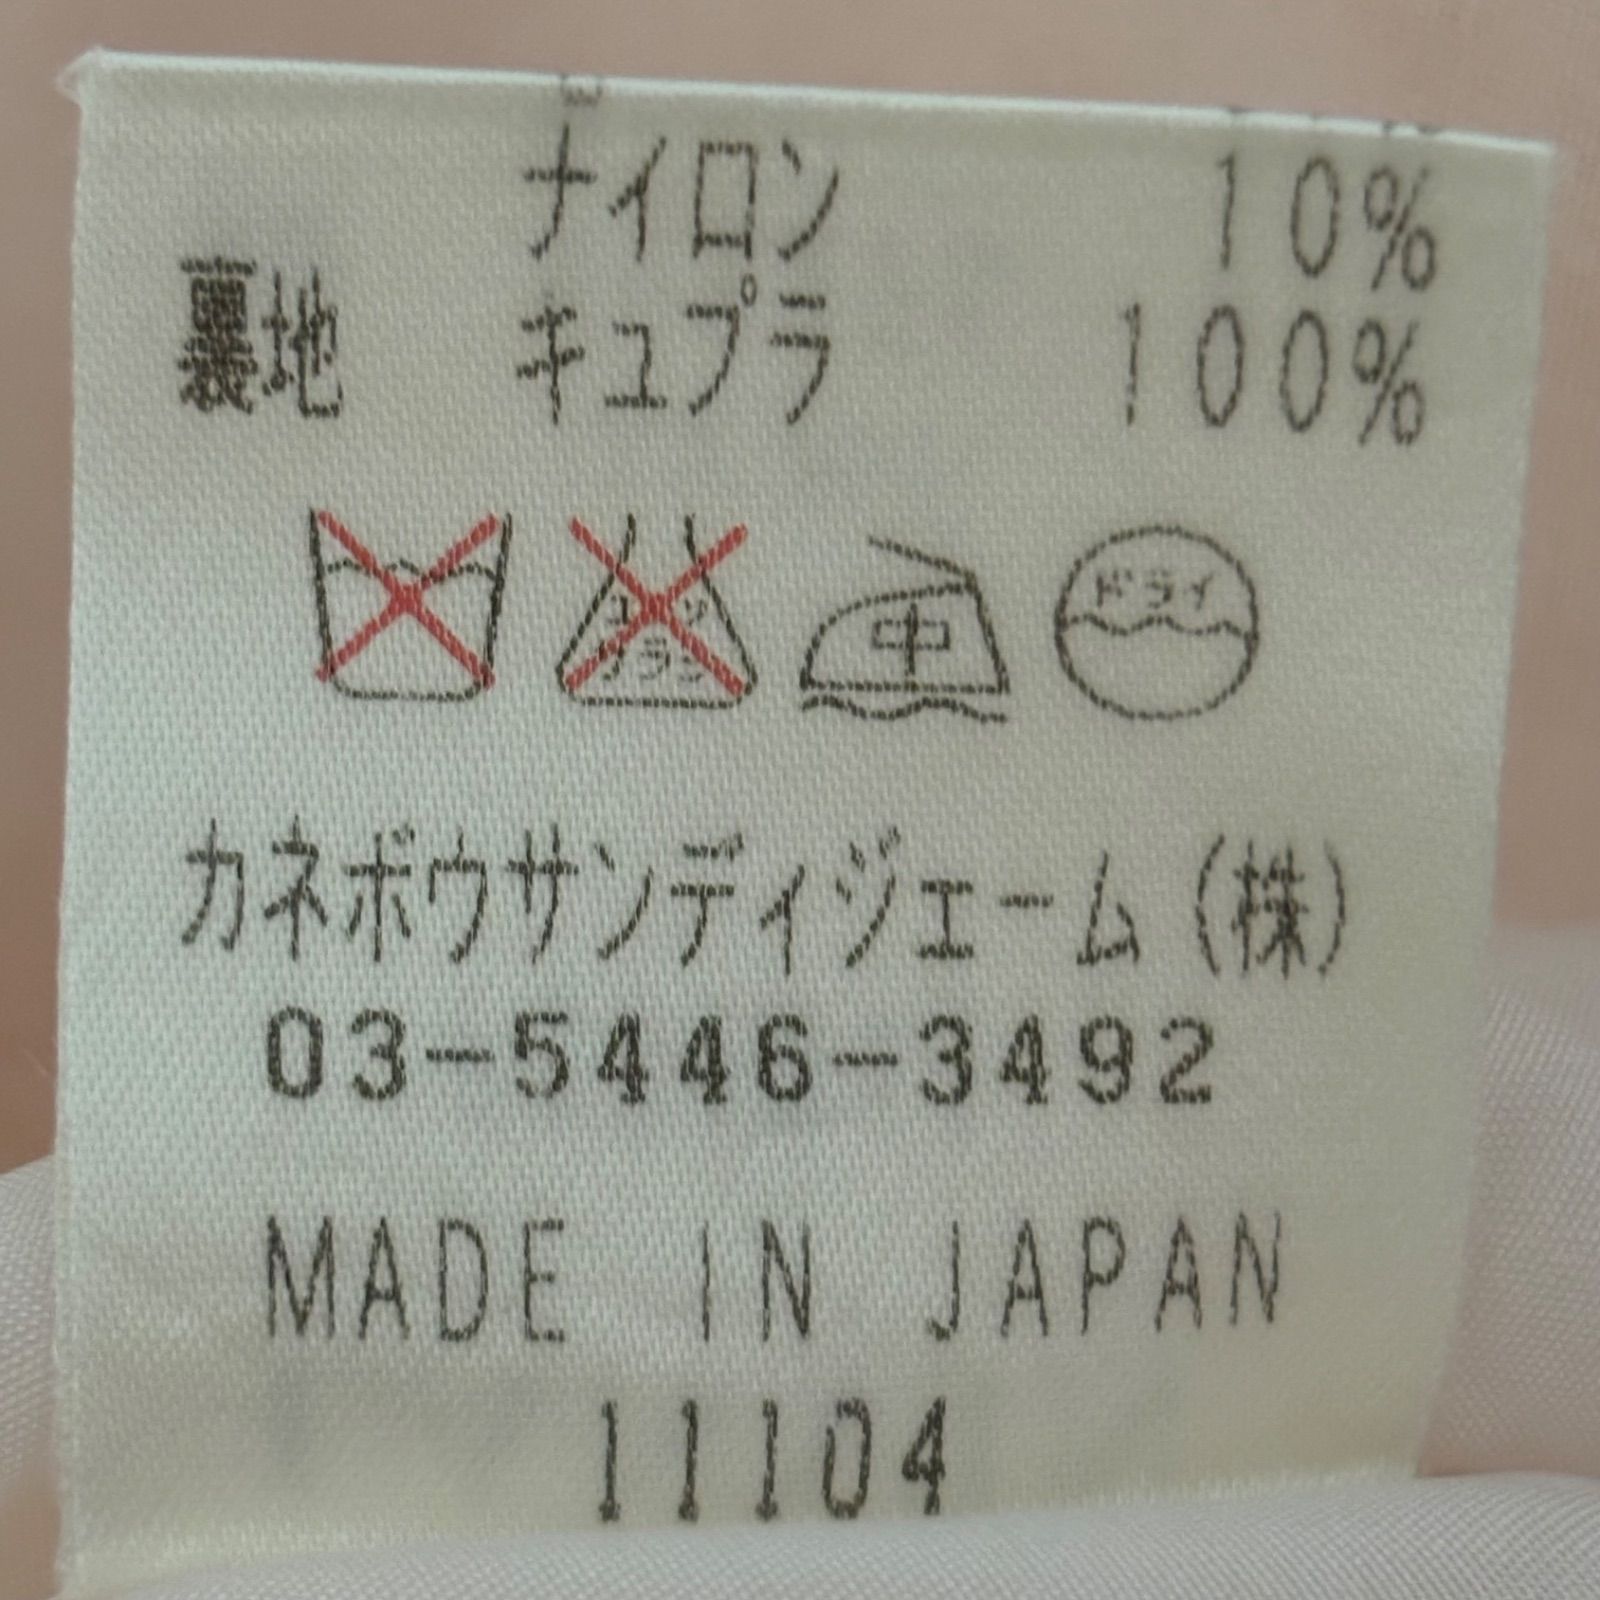 ナイロン 10%
裏地 キュプラ 100%
中 ドライ
カネボウサンディジェーム(株)
03-5446-3492
MADE IN JAPAN
11104